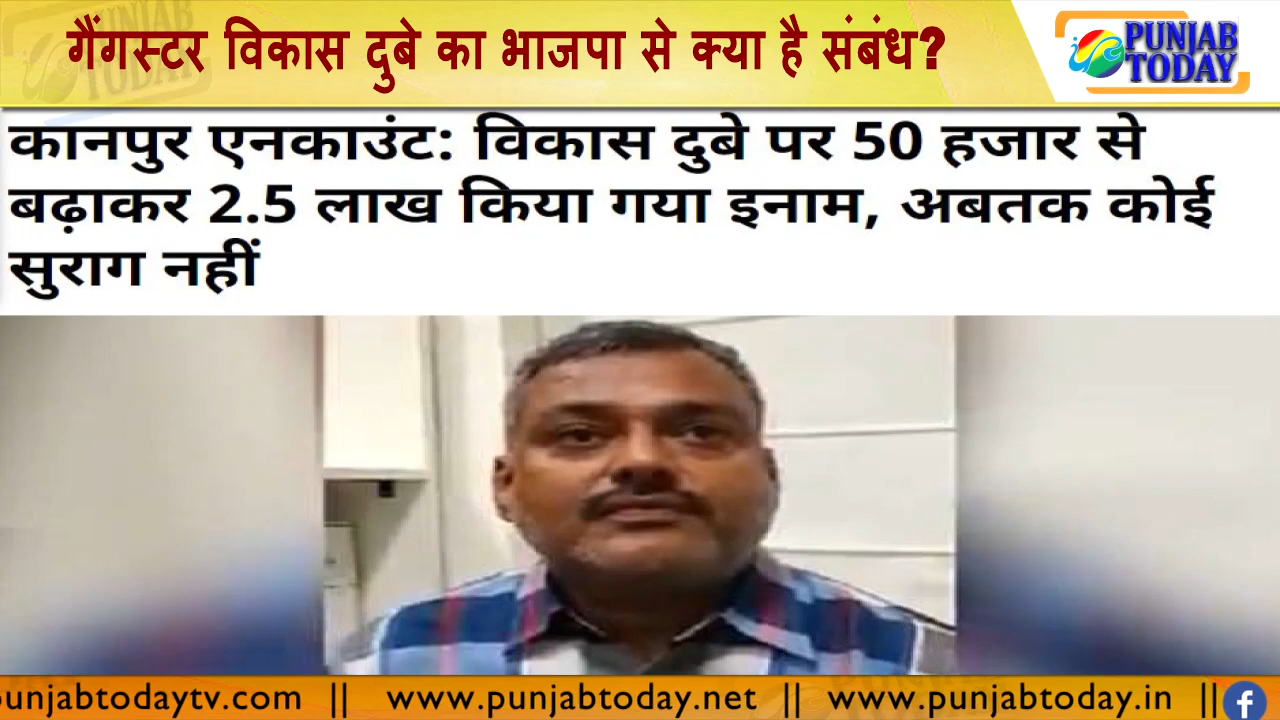 गैंगस्टर विकास दुबे का भाजपा से क्या है संबंध?
PUNJAB
TODAY
कानपुर एनकाउंट: विकास दुबे पर 50 हजार से
बढ़ाकर 2.5 लाख किया गया इनाम, अबतक कोई
सुराग नहीं
punjabtodaytv.com || www.punjabtoday.net || www.punjabtoday.in || f